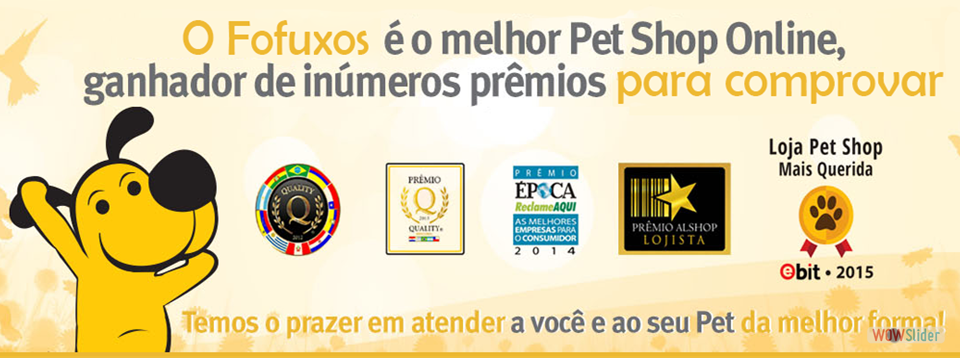 O Fofuxos é o melhor Pet Shop Online,
ganhador de inúmeros prêmios para comprovar
QUALITY
Q
2012
PRÊMIO
Q
2013
QUALITY
PRÊMIO
ÉPOCA
ReclameAQUI
AS MELHORES
EMPRESAS PARA
O CONSUMIDOR
2014
PRÊMIO ALSHOP
LOJISTA
Loja Pet Shop
Mais Querida
ebit • 2015
Temos o prazer em atender a você e ao seu Pet da melhor forma!
WOWSlider